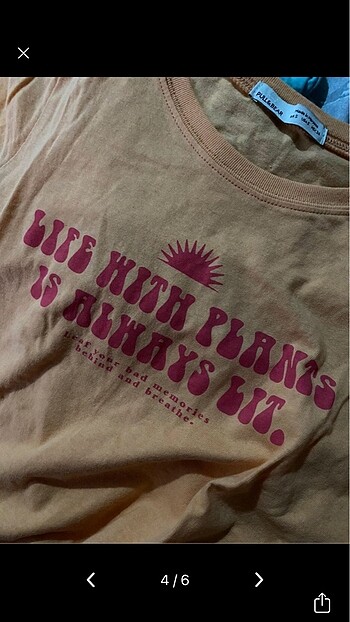 PULL&BEAR
LIFE WITH PLANTS
IS ALWAYS LIT.
leaf your bad memories
behind and breathe.
4/6